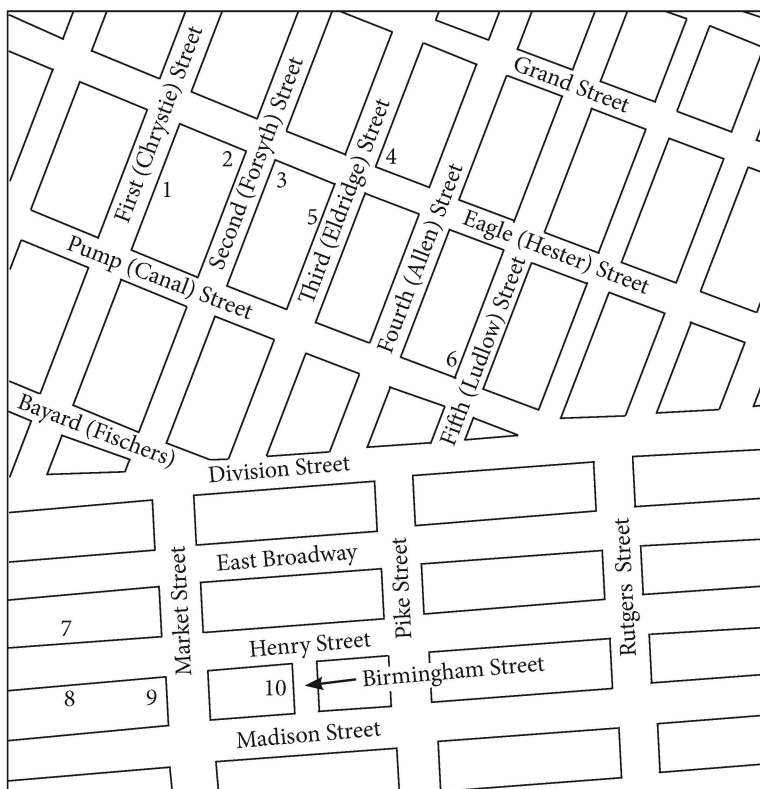 Grand Street
First (Chrystie) Street
Second (Forsyth) Street
Third (Eldridge) Street
Fourth (Allen) Street
Fifth (Ludlow) Street
1
2
3
4
5
6
Eagle (Hester) Street
Pump (Canal) Street
Bayard (Fischers)
Division Street
East Broadway
Market Street
Pike Street
Rutgers Street
7
Henry Street
8
9
10
Birmingham Street
Madison Street